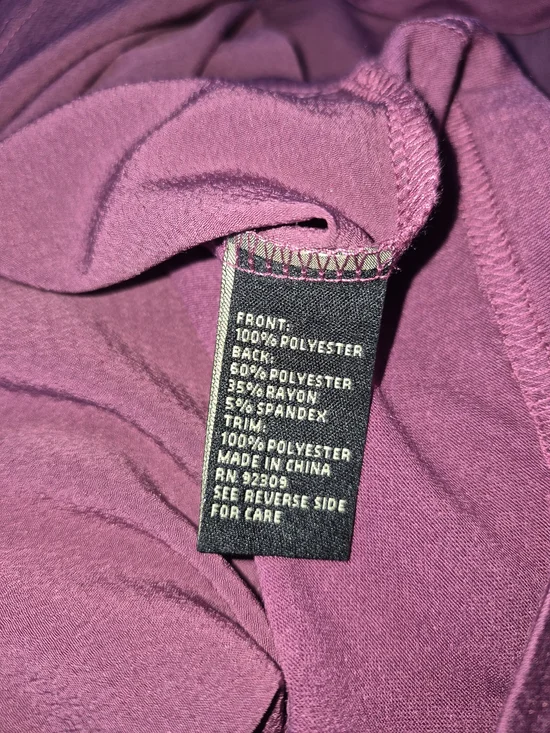 FRONT:
100% POLYESTER
BACK:
60% POLYESTER
35% RAYON
5% SPANDEX
TRIM:
100% POLYESTER
MADE IN CHINA
RN 92309
SEE REVERSE SIDE
FOR CARE